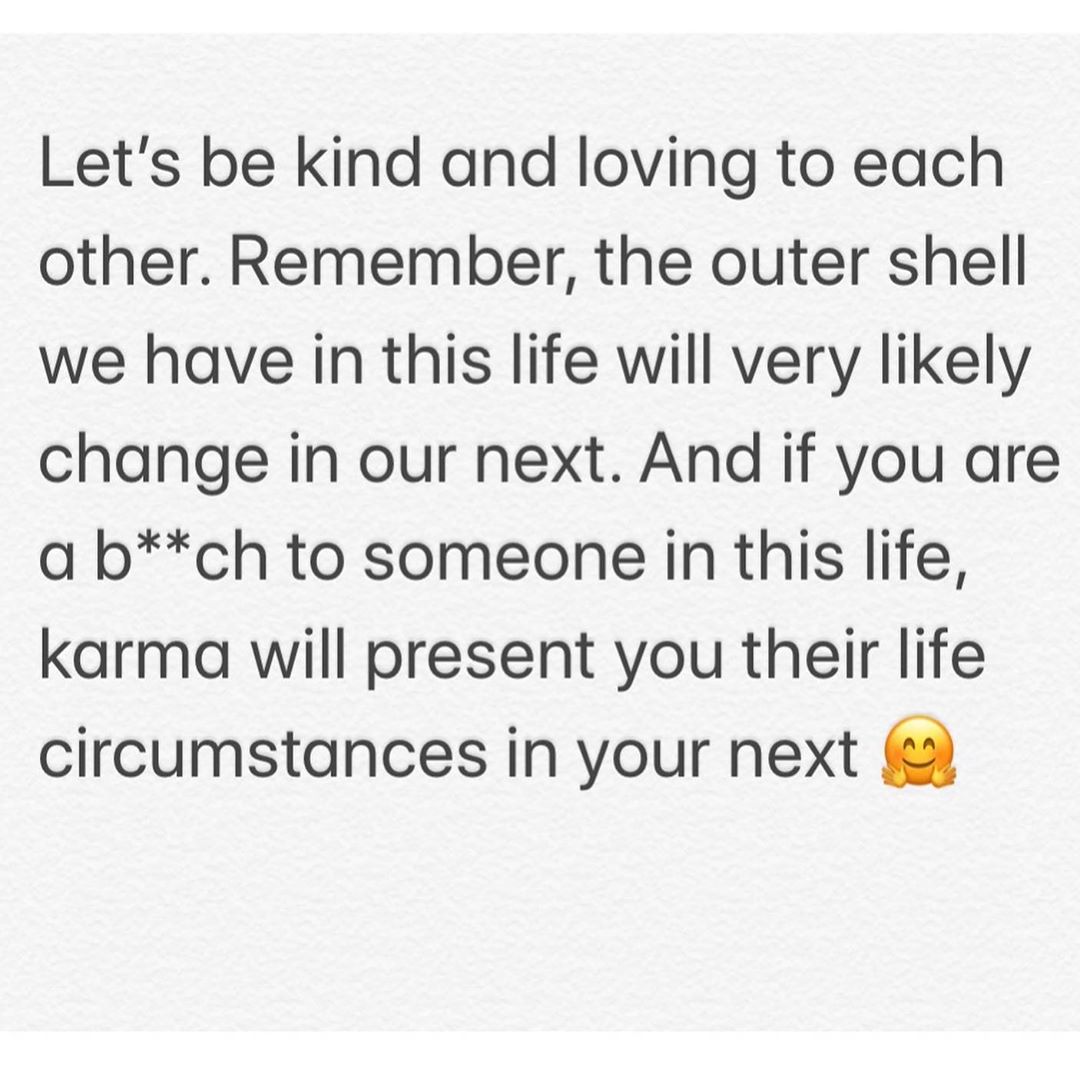 Let’s be kind and loving to each
other. Remember, the outer shell
we have in this life will very likely
change in our next. And if you are
a b**ch to someone in this life,
karma will present you their life
circumstances in your next 🤗